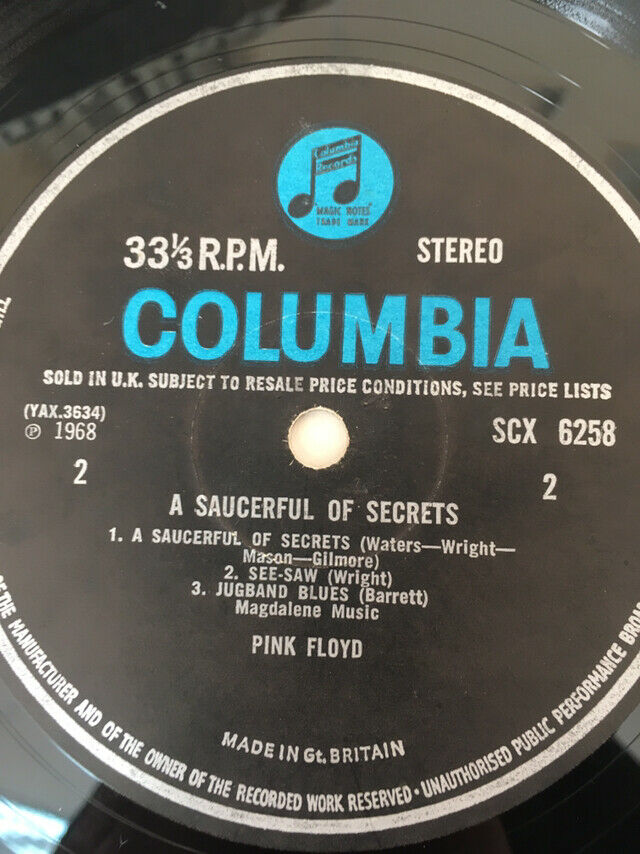 Columbia
Records
"MAGIC NOTES"
TRADE MARK
33⅓ R.P.M.
STEREO
COLUMBIA
SOLD IN U.K. SUBJECT TO RESALE PRICE CONDITIONS, SEE PRICE LISTS
(YAX.3634)
℗ 1968
SCX 6258
2
2
A SAUCERFUL OF SECRETS
1. A SAUCERFUL OF SECRETS (Waters—Wright—
Mason—Gilmore)
2. SEE-SAW (Wright)
3. JUGBAND BLUES (Barrett)
Magdalene Music
PINK FLOYD
MADE IN Gt. BRITAIN
OF THE MANUFACTURER AND OF THE OWNER OF THE RECORDED WORK RESERVED · UNAUTHORISED PUBLIC PERFORMANCE